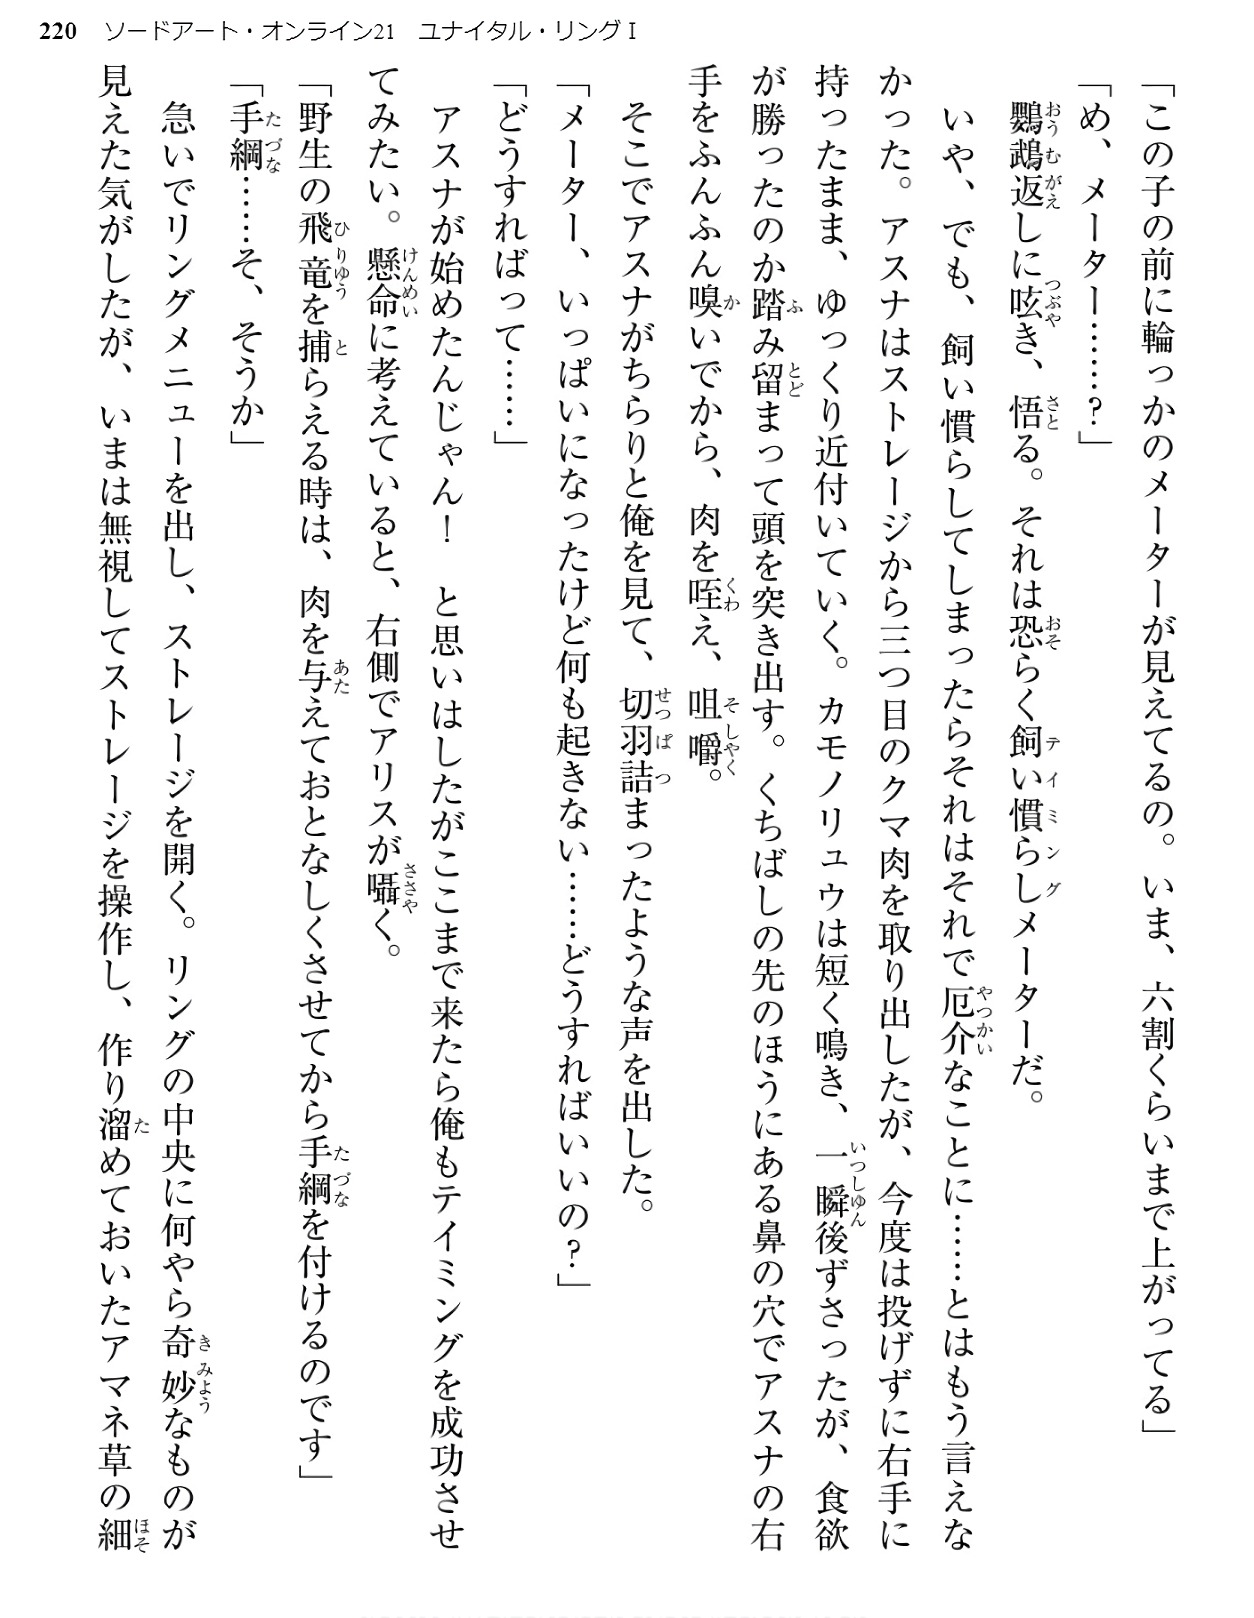 220 ソードアート・オンライン21 ユナイタル・リングⅠ
「この子の前に輪っかのメーターが見えてるの。いま、六割くらいまで上がってる」
「め、メーター……?」
鸚鵡返しに呟き、悟る。それは恐らく飼い慣らしメーターだ。
いや、でも、飼い慣らしてしまったらそれはそれで厄介なことに……とはもう言えな
かった。アスナはストレージから三つ目のクマ肉を取り出したが、今度は投げずに右手に
持ったまま、ゆっくり近付いていく。カモノリュウは短く鳴き、一瞬後ずさったが、食欲
が勝ったのか踏み留まって頭を突き出す。くちばしの先のほうにある鼻の穴でアスナの右
手をふんふん嗅いでから、肉を咥え、咀嚼。
そこでアスナがちらりと俺を見て、切羽詰まったような声を出した。
「メーター、いっぱいになったけど何も起きない……どうすればいいの?」
「どうすればって……」
アスナが始めたんじゃん! と思いはしたがここまで来たら俺もテイミングを成功させ
てみたい。懸命に考えていると、右側でアリスが囁く。
「野生の飛竜を捕らえる時は、肉を与えておとなしくさせてから手綱を付けるのです」
「手綱……そ、そうか」
急いでリングメニューを出し、ストレージを開く。リングの中央に何やら奇妙なものが
見えた気がしたが、いまは無視してストレージを操作し、作り溜めておいたアマネ草の細